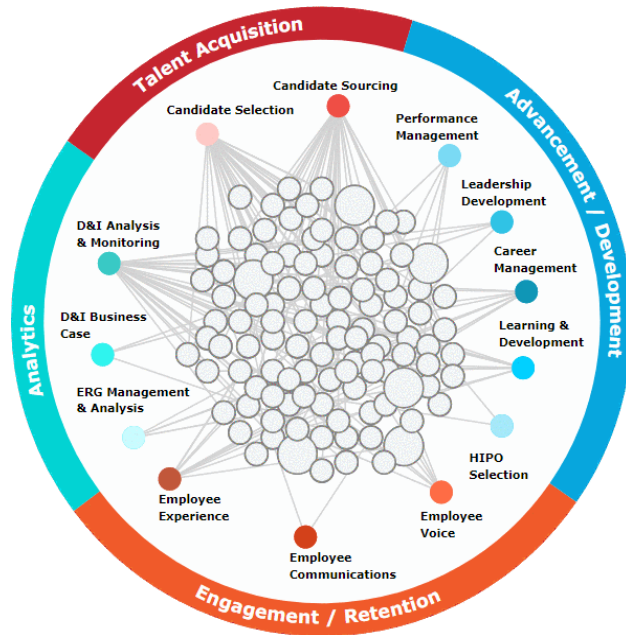 Talent Acquisition
Candidate Sourcing
Candidate Selection
Performance
Management
Advancement / Development
Leadership
Development
D&I Analysis
& Monitoring
Career
Management
D&I Business
Case
Learning &
Development
Analytics
ERG Management
& Analysis
HIPO
Selection
Employee
Experience
Employee
Voice
Employee
Communications
Engagement / Retention